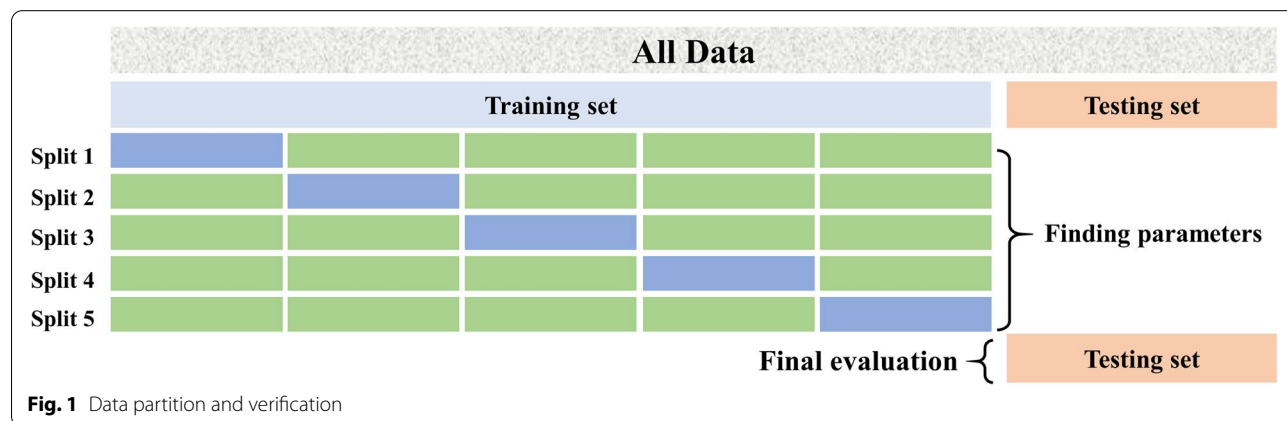 All Data
Training set
Testing set
Split 1
Split 2
Split 3
Split 4
Split 5
Finding parameters
Final evaluation
Testing set
Fig. 1 Data partition and verification